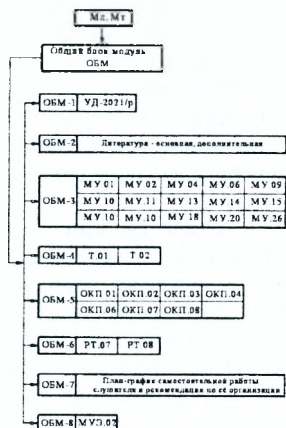 Мд. Мт
Общий блок модуль
ОБМ
ОБМ-1 УД-2021/р
ОБМ-2 Литература - основная, дополнительная
ОБМ-3
МУ 01 МУ 02 МУ 04 МУ 06 МУ 09
МУ 10 МУ.11 МУ 13 МУ 14 МУ.15
МУ 10 МУ.10 МУ 18 МУ.20 МУ.26
ОБМ-4 Т.01 Т 02
ОБМ-5
ОКП 01 ОКП.02 ОКП 03 ОКП.04
ОКП.06 ОКП 07 ОКП.08
ОБМ-6 РТ.07 РТ 08
ОБМ-7
План-график самостоятельной работы
слушателя и рекомендации по её организации
ОБМ-8 МУЭ.02